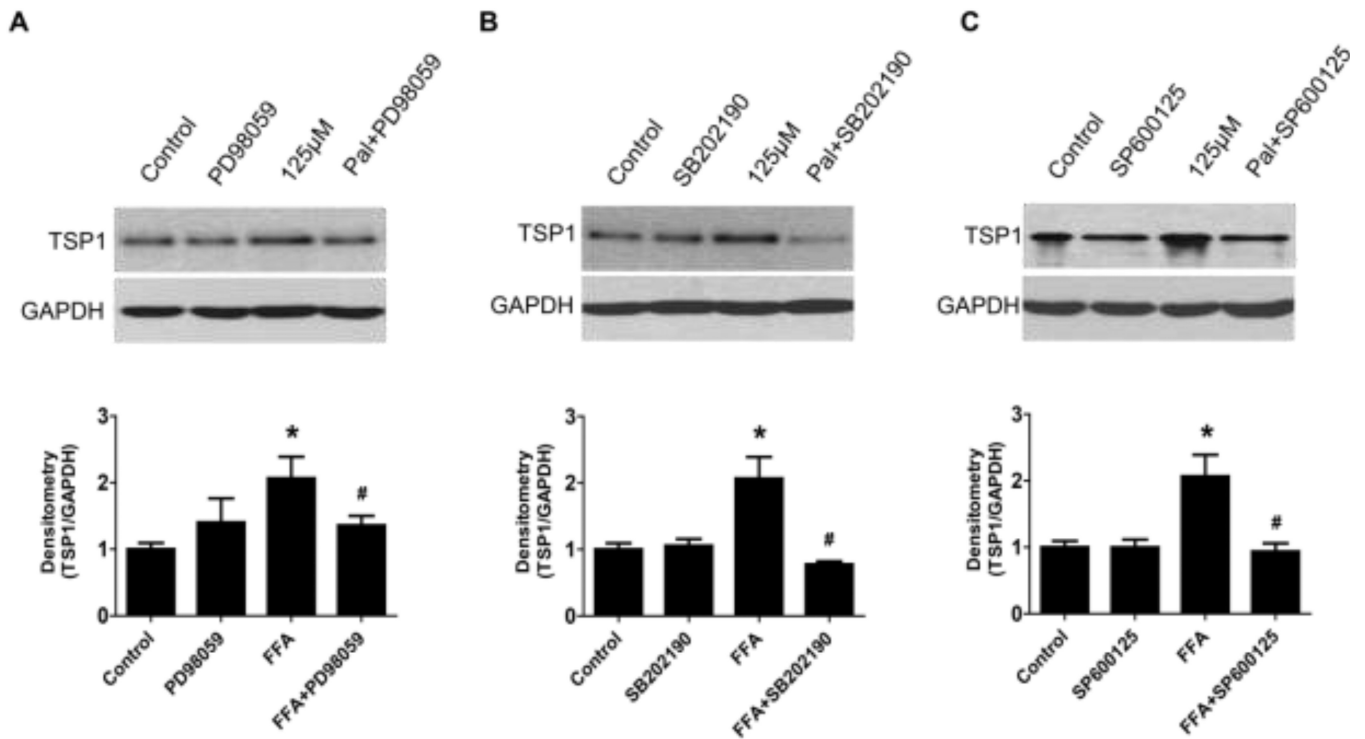 A
Control
PD98059
125µM
Pal+PD98059
TSP1
GAPDH
3
2
1
0
Densitometry
(TSP1/GAPDH)
*
#
Control
PD98059
FFA
FFA+PD98059
B
Control
SB202190
125µM
Pal+SB202190
TSP1
GAPDH
3
2
1
0
Densitometry
(TSP1/GAPDH)
*
#
Control
SB202190
FFA
FFA+SB202190
C
Control
SP600125
125µM
Pal+SP600125
TSP1
GAPDH
3
2
1
0
Densitometry
(TSP1/GAPDH)
*
#
Control
SP600125
FFA
FFA+SP600125